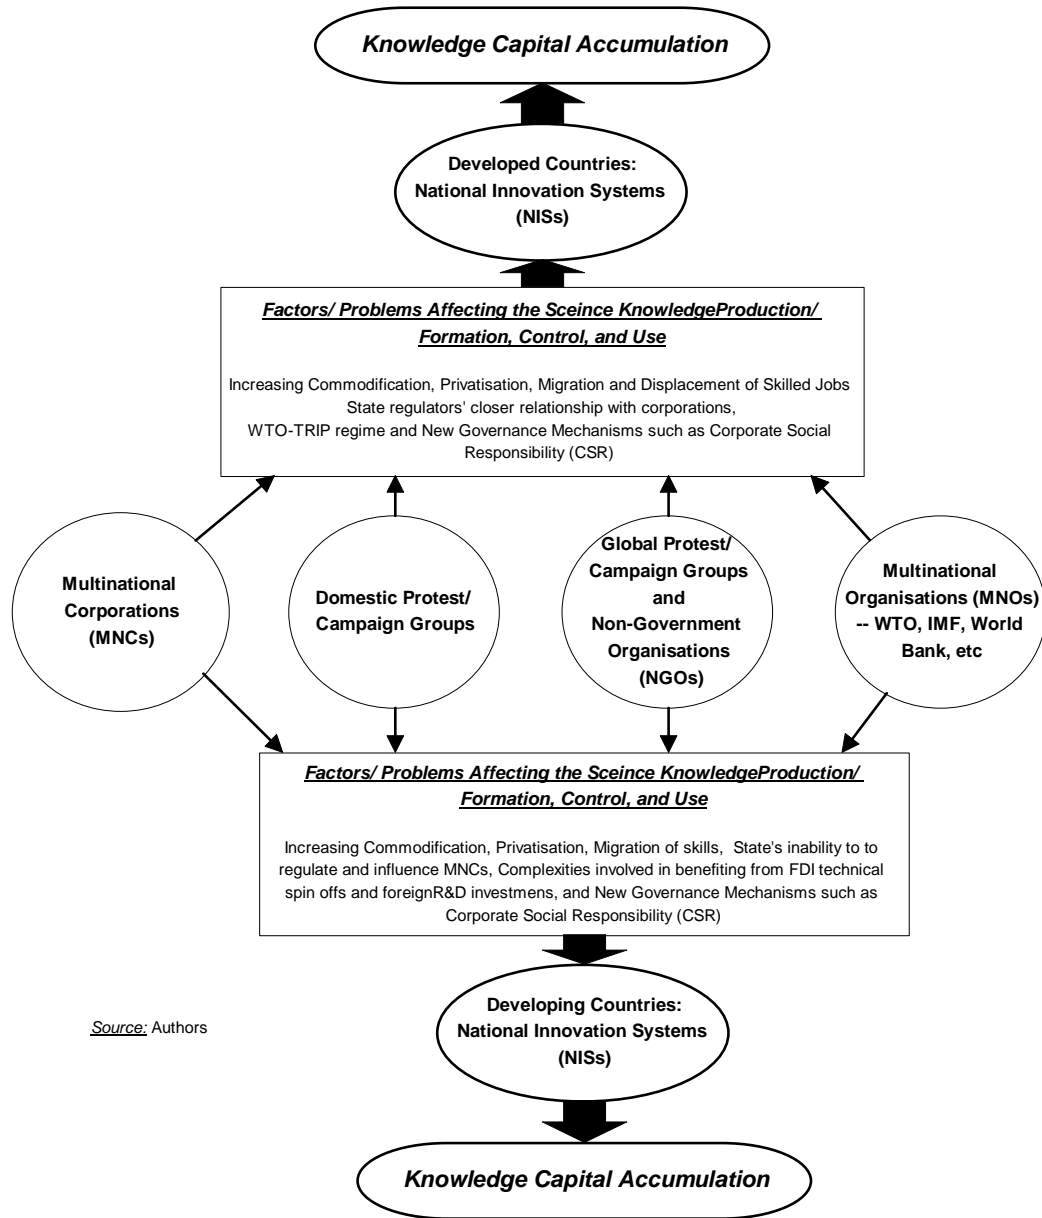 Knowledge Capital Accumulation
Developed Countries:
National Innovation Systems
(NISs)
Factors/ Problems Affecting the Sceince KnowledgeProduction/
Formation, Control, and Use
Increasing Commodification, Privatisation, Migration and Displacement of Skilled Jobs
State regulators' closer relationship with corporations,
WTO-TRIP regime and New Governance Mechanisms such as Corporate Social
Responsibility (CSR)
Multinational
Corporations
(MNCs)
Domestic Protest/
Campaign Groups
Global Protest/
Campaign Groups
and
Non-Government
Organisations
(NGOs)
Multinational
Organisations (MNOs)
-- WTO, IMF, World
Bank, etc
Factors/ Problems Affecting the Sceince KnowledgeProduction/
Formation, Control, and Use
Increasing Commodification, Privatisation, Migration of skills, State's inability to to
regulate and influence MNCs, Complexities involved in benefiting from FDI technical
spin offs and foreignR&D investmens, and New Governance Mechanisms such as
Corporate Social Responsibility (CSR)
Developing Countries:
National Innovation Systems
(NISs)
Source: Authors
Knowledge Capital Accumulation